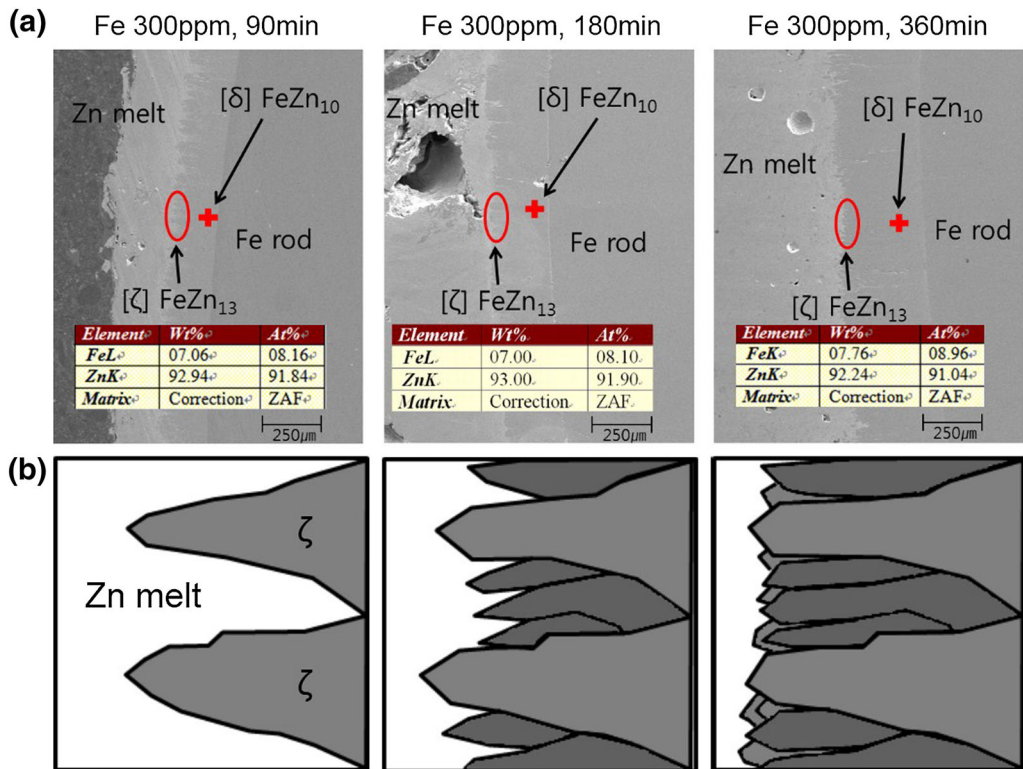 (a)
Fe 300ppm, 90min
Fe 300ppm, 180min
Fe 300ppm, 360min
Zn melt
[δ] FeZn10
Fe rod
[ζ] FeZn13
Element Wt% At%
FeL 07.06 08.16
ZnK 92.94 91.84
Matrix Correction ZAF
250μm
Zn melt
[δ] FeZn10
Fe rod
[ζ] FeZn13
Element Wt% At%
FeL 07.00 08.10
ZnK 93.00 91.90
Matrix Correction ZAF
250μm
Zn melt
[δ] FeZn10
Fe rod
[ζ] FeZn13
Element Wt% At%
FeK 07.76 08.96
ZnK 92.24 91.04
Matrix Correction ZAF
250μm
(b)
ζ
Zn melt
ζ